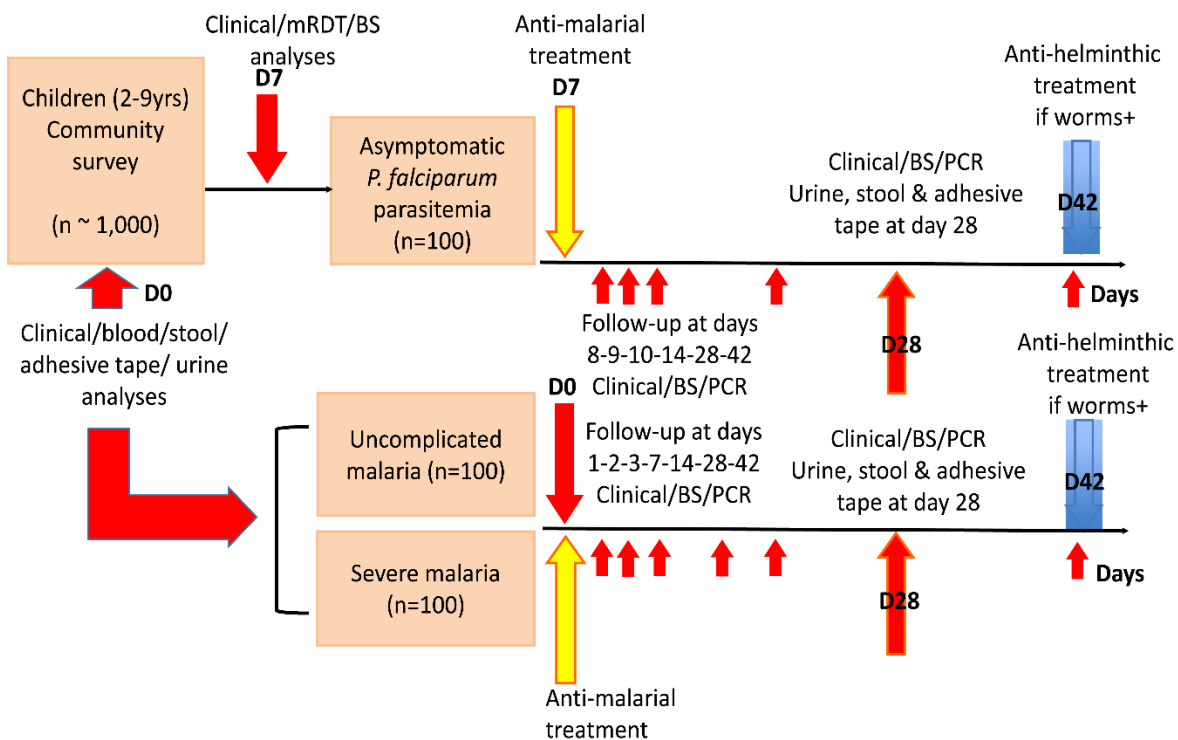 Clinical/mRDT/BS
analyses
D7
Children (2-9yrs)
Community
survey
(n ~ 1,000)
Asymptomatic
P. falciparum
parasitemia
(n=100)
Anti-malarial
treatment
D7
Clinical/BS/PCR
Urine, stool & adhesive
tape at day 28
Anti-helminthic
treatment
if worms+
D42
D0
Clinical/blood/stool/
adhesive tape/ urine
analyses
Follow-up at days
8-9-10-14-28-42
Clinical/BS/PCR
D28
Days
Uncomplicated
malaria (n=100)
Severe malaria
(n=100)
D0
Follow-up at days
1-2-3-7-14-28-42
Clinical/BS/PCR
Clinical/BS/PCR
Urine, stool & adhesive
tape at day 28
Anti-helminthic
treatment
if worms+
D42
D28
Days
Anti-malarial
treatment